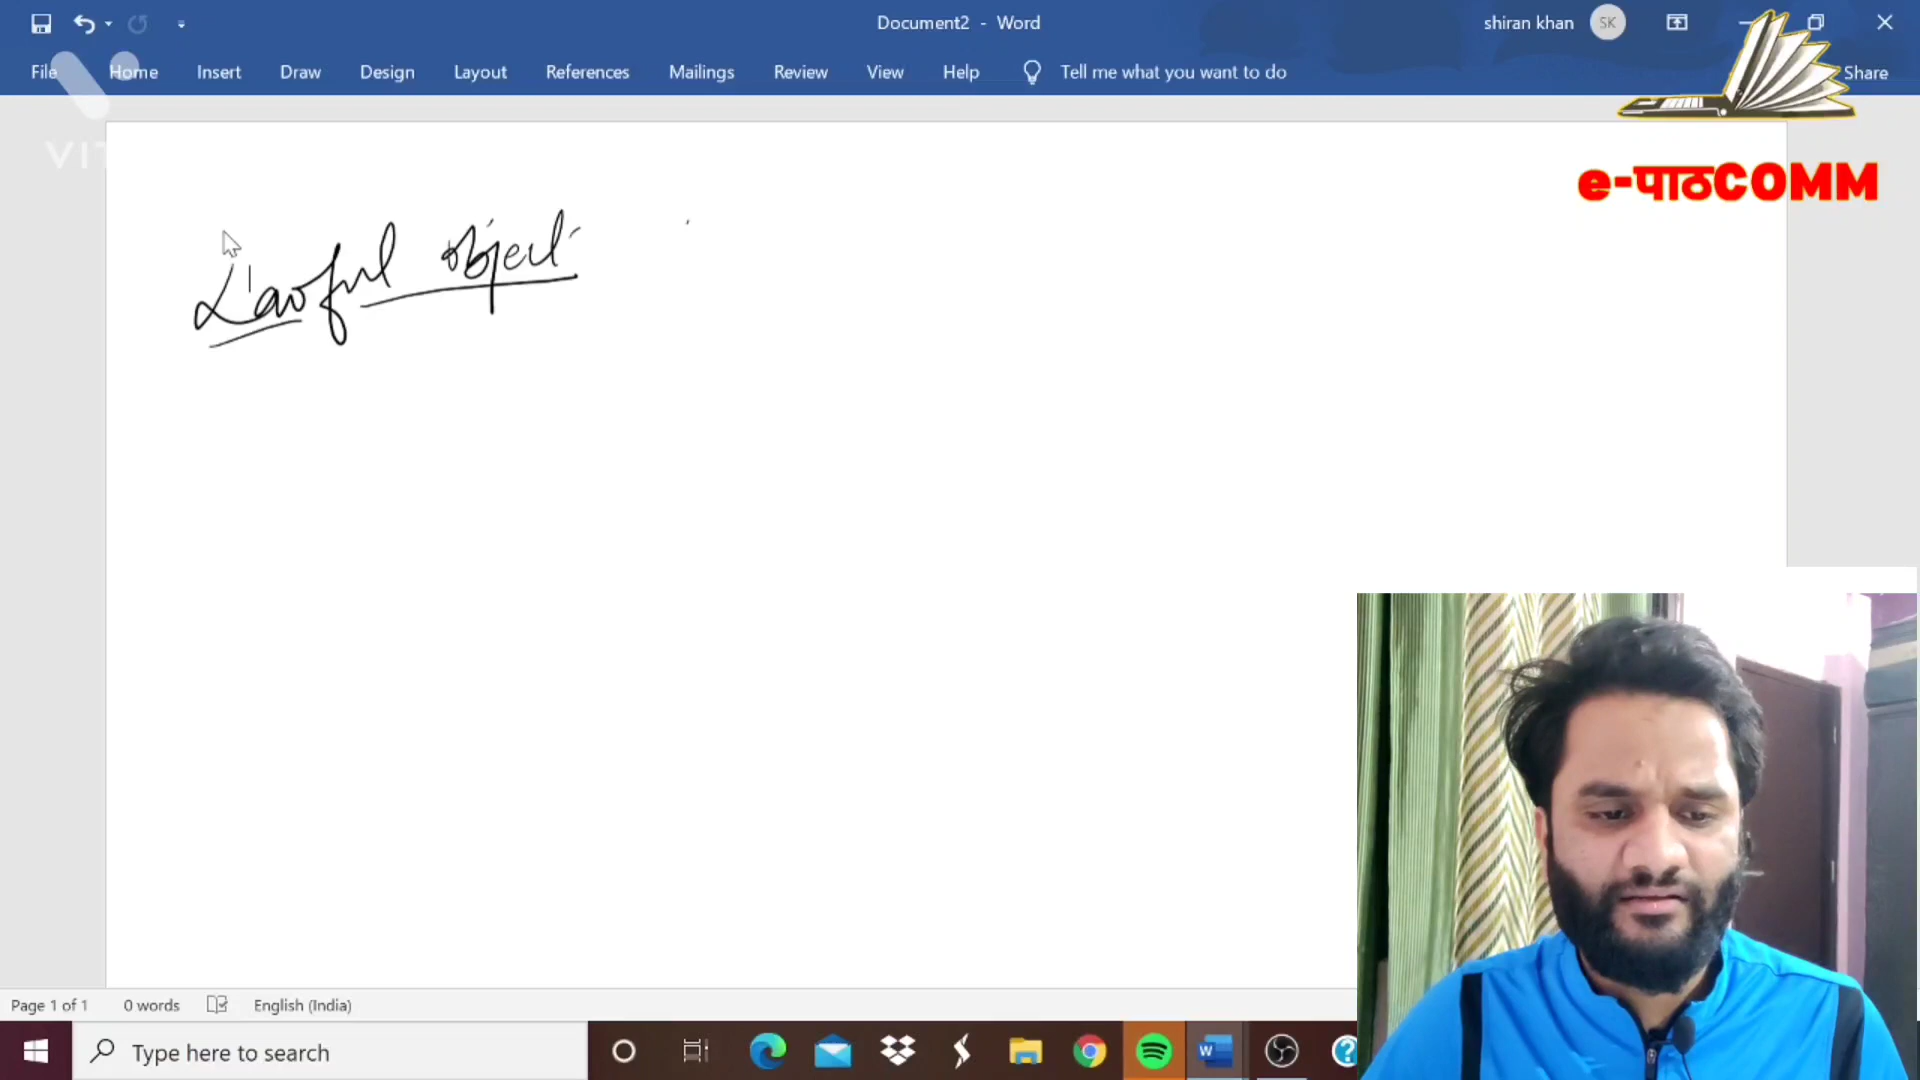 Document2 - Word
shiran khan
SK
File
Home
Insert
Draw
Design
Layout
References
Mailings
Review
View
Help
Tell me what you want to do
Share
VIT
e-पाठCOMM
Lawful object
Page 1 of 1
0 words
English (India)
Type here to search